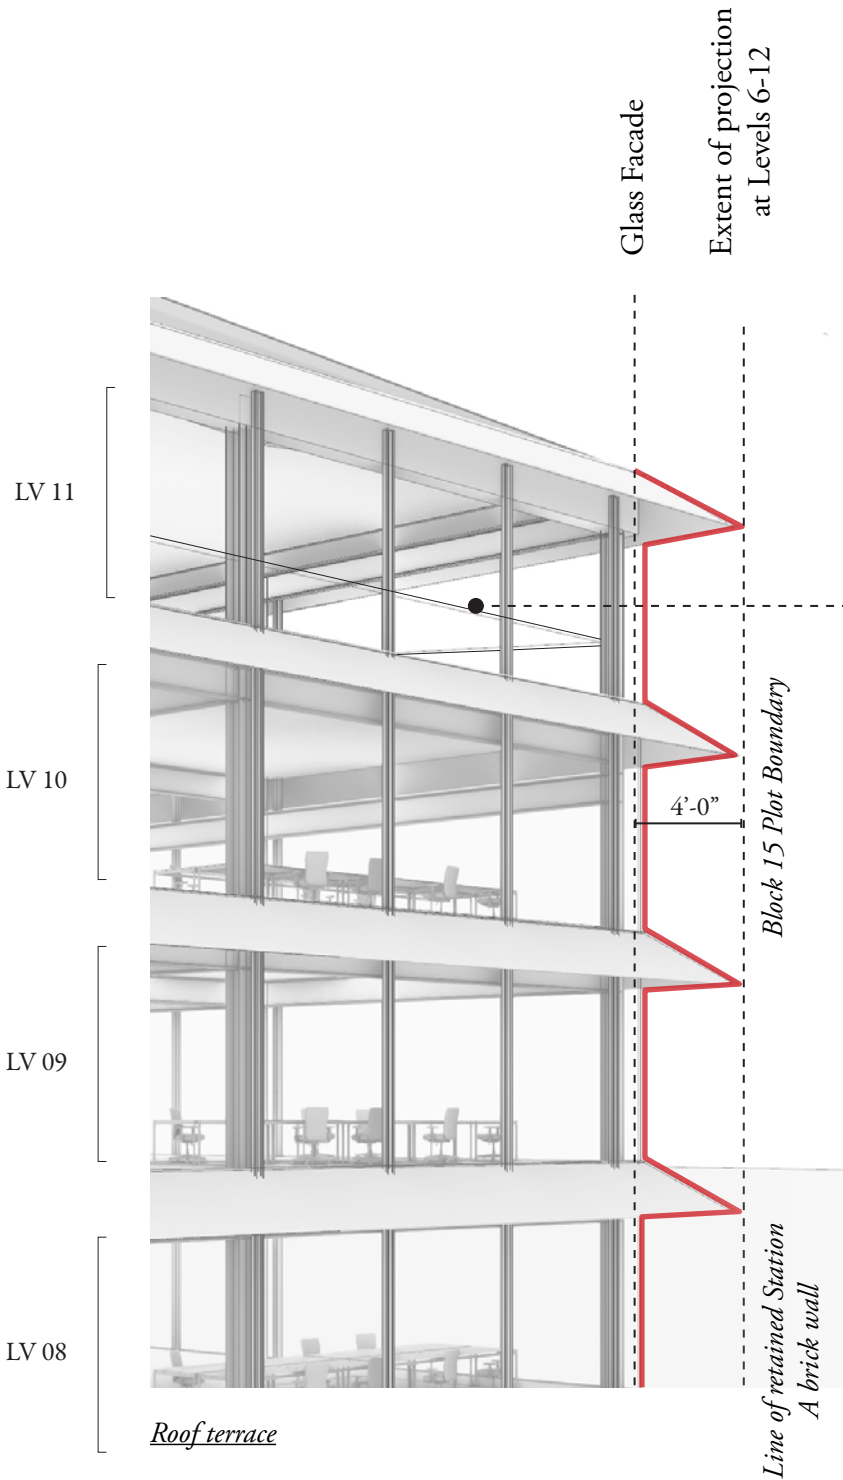 Glass Facade
Extent of projection
at Levels 6-12
LV 11
LV 10
4’-0”
Block 15 Plot Boundary
LV 09
LV 08
Line of retained Station
A brick wall
Roof terrace